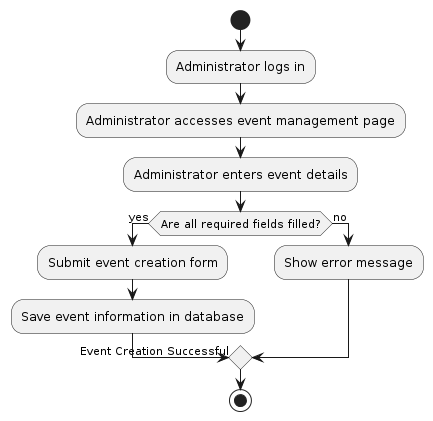 Administrator logs in
Administrator accesses event management page
Administrator enters event details
yes
Are all required fields filled?
no
Submit event creation form
Show error message
Save event information in database
Event Creation Successful